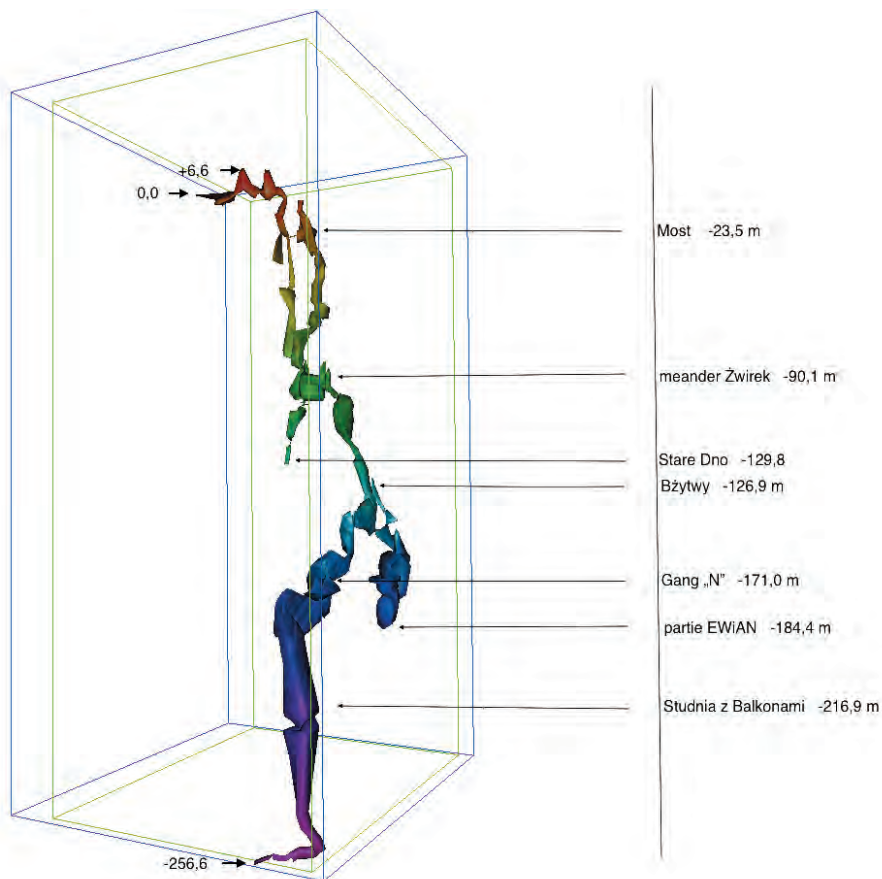 +6,6
0,0
Most -23,5 m
meander Żwirek -90,1 m
Stare Dno -129,8
Bżytwy -126,9 m
Gang „N” -171,0 m
partie EWiAN -184,4 m
Studnia z Balkonami -216,9 m
-256,6